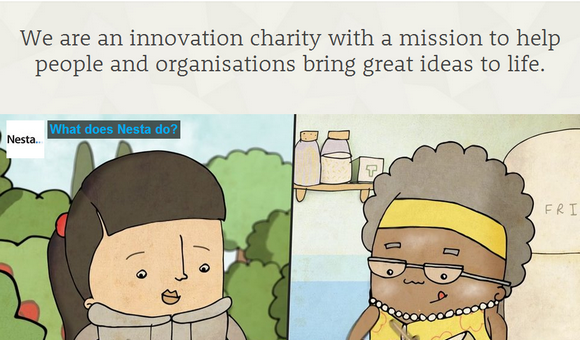 We are an innovation charity with a mission to help
people and organisations bring great ideas to life.
What does Nesta do?
Nesta..
T
FRI